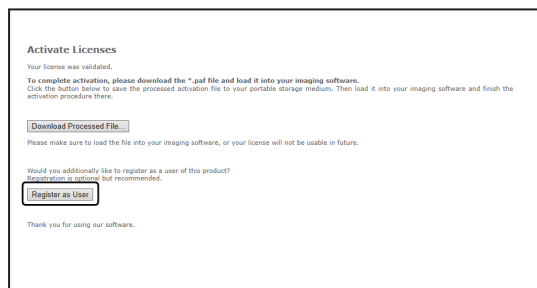 Activate Licenses
Your license was validated.
To complete activation, please download the *.paf file and load it into your imaging software.
Click the button below to save the processed activation file to your portable storage medium. Then load it into your imaging software and finish the
activation procedure there.
Download Processed File...
Please make sure to load the file into your imaging software, or your license will not be usable in future.
Would you additionally like to register as a user of this product?
Registration is optional but recommended.
Register as User
Thank you for using our software.